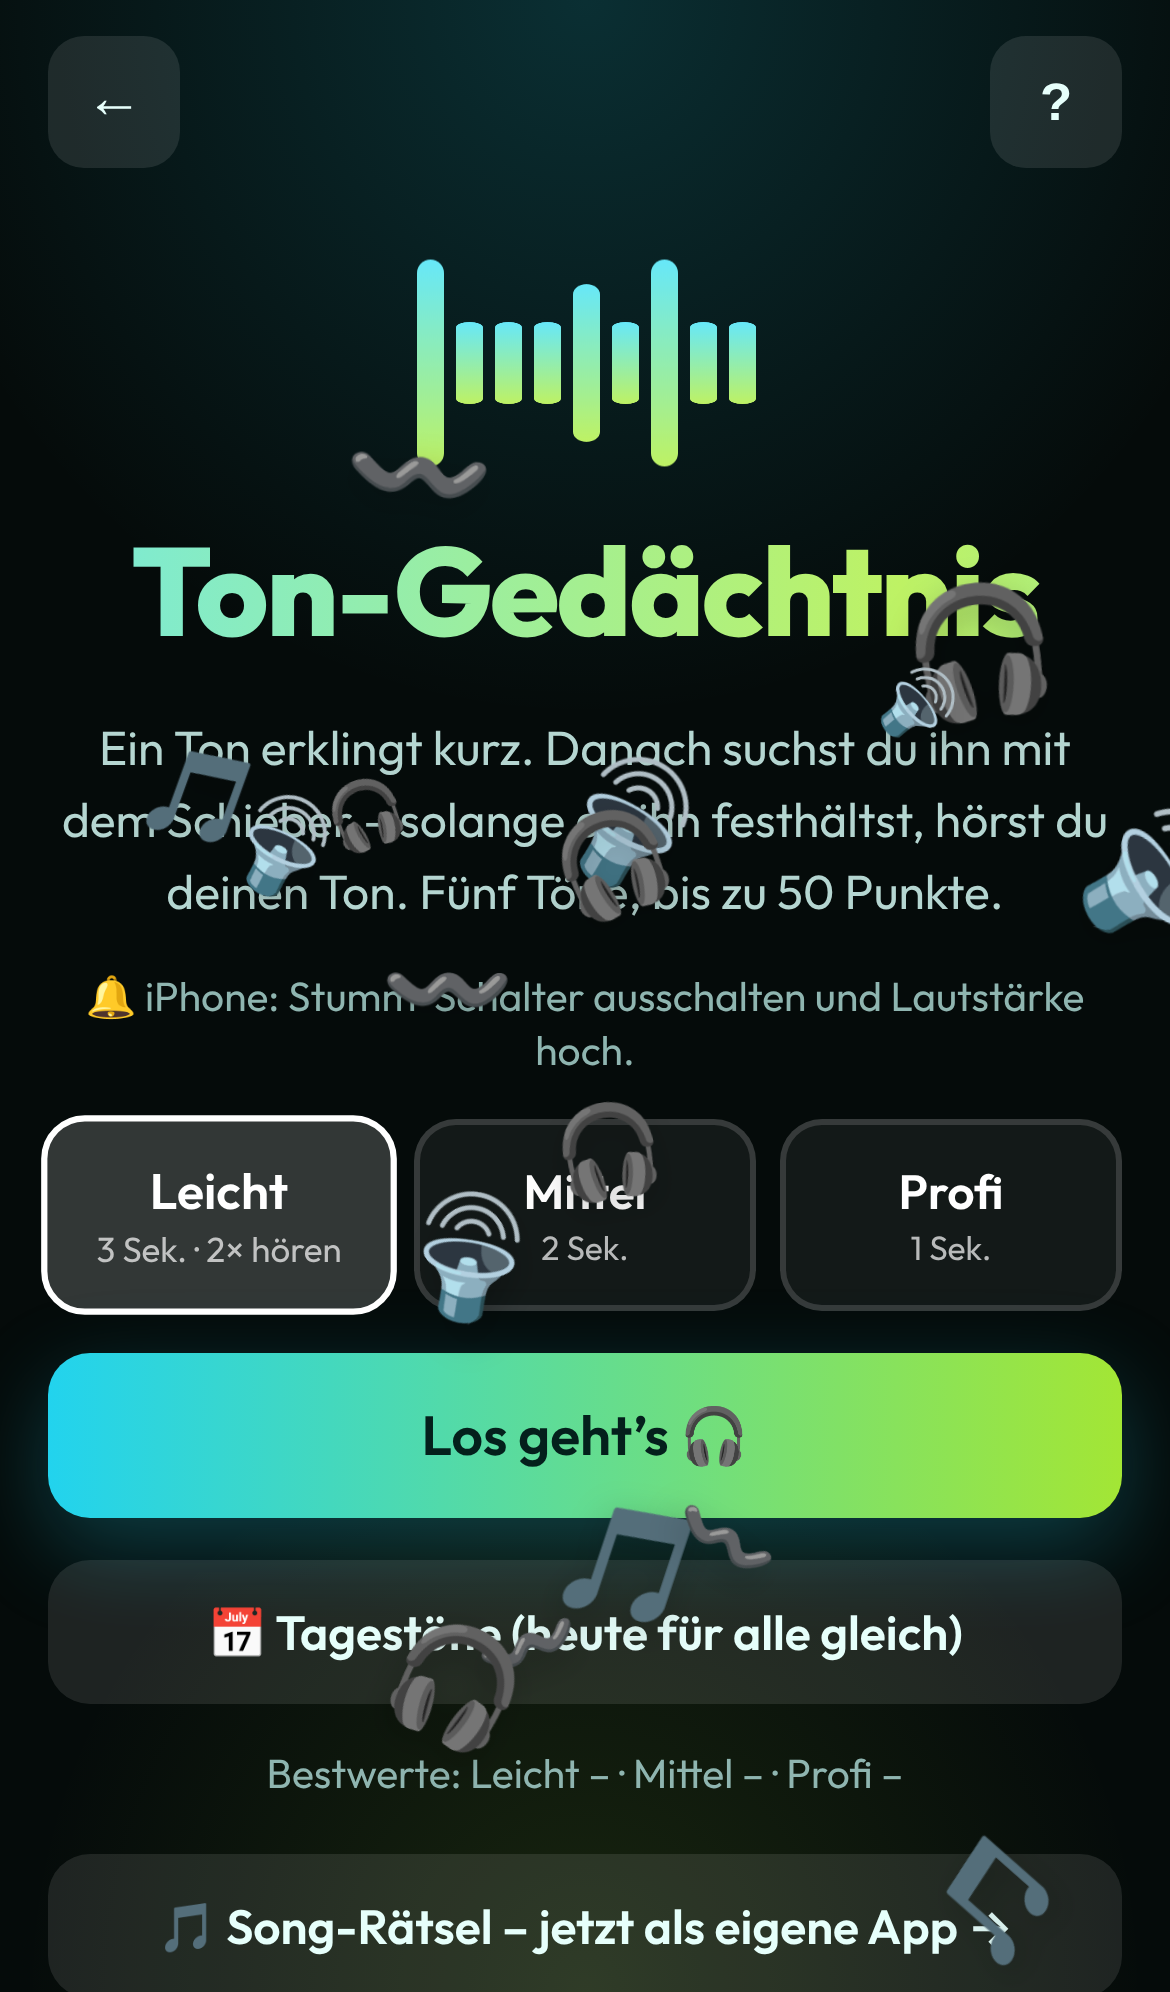 ←
?
Ton-Gedächtnis
Ein Ton erklingt kurz. Danach suchst du ihn mit
dem Schieber – solange du ihn festhältst, hörst du
deinen Ton. Fünf Töne, bis zu 50 Punkte.
🔔 iPhone: Stumm-Schalter ausschalten und Lautstärke
hoch.
Leicht
3 Sek. · 2× hören
Mittel
2 Sek.
Profi
1 Sek.
Los geht’s 🎧
📅 Tagestöne (heute für alle gleich)
Bestwerte: Leicht – · Mittel – · Profi –
🎵 Song-Rätsel – jetzt als eigene App →